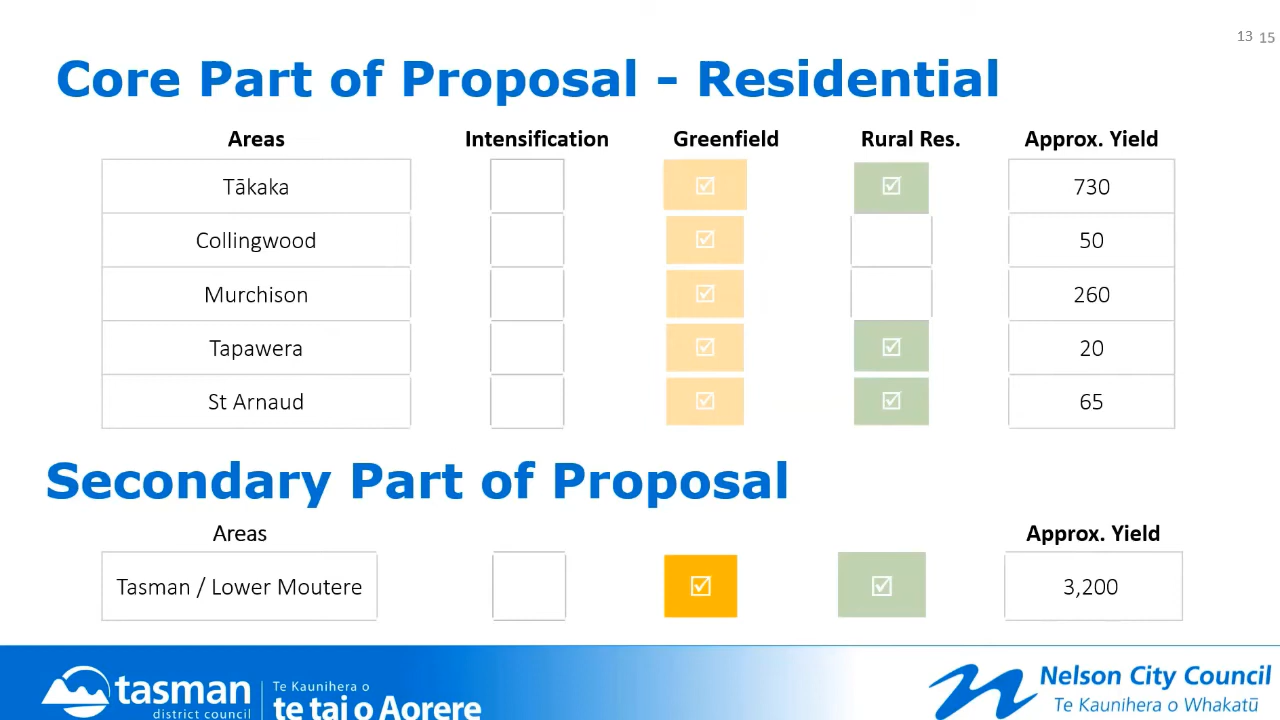 13 15
Core Part of Proposal - Residential
Areas Intensification Greenfield Rural Res. Approx. Yield
Tākaka ☑ ☑ 730
Collingwood ☑ 50
Murchison ☑ 260
Tapawera ☑ ☑ 20
St Arnaud ☑ ☑ 65
Secondary Part of Proposal
Areas Approx. Yield
Tasman / Lower Moutere ☑ ☑ 3,200
tasman
district council
Te Kaunihera o
te tai o Aorere
Nelson City Council
Te Kaunihera o Whakatū